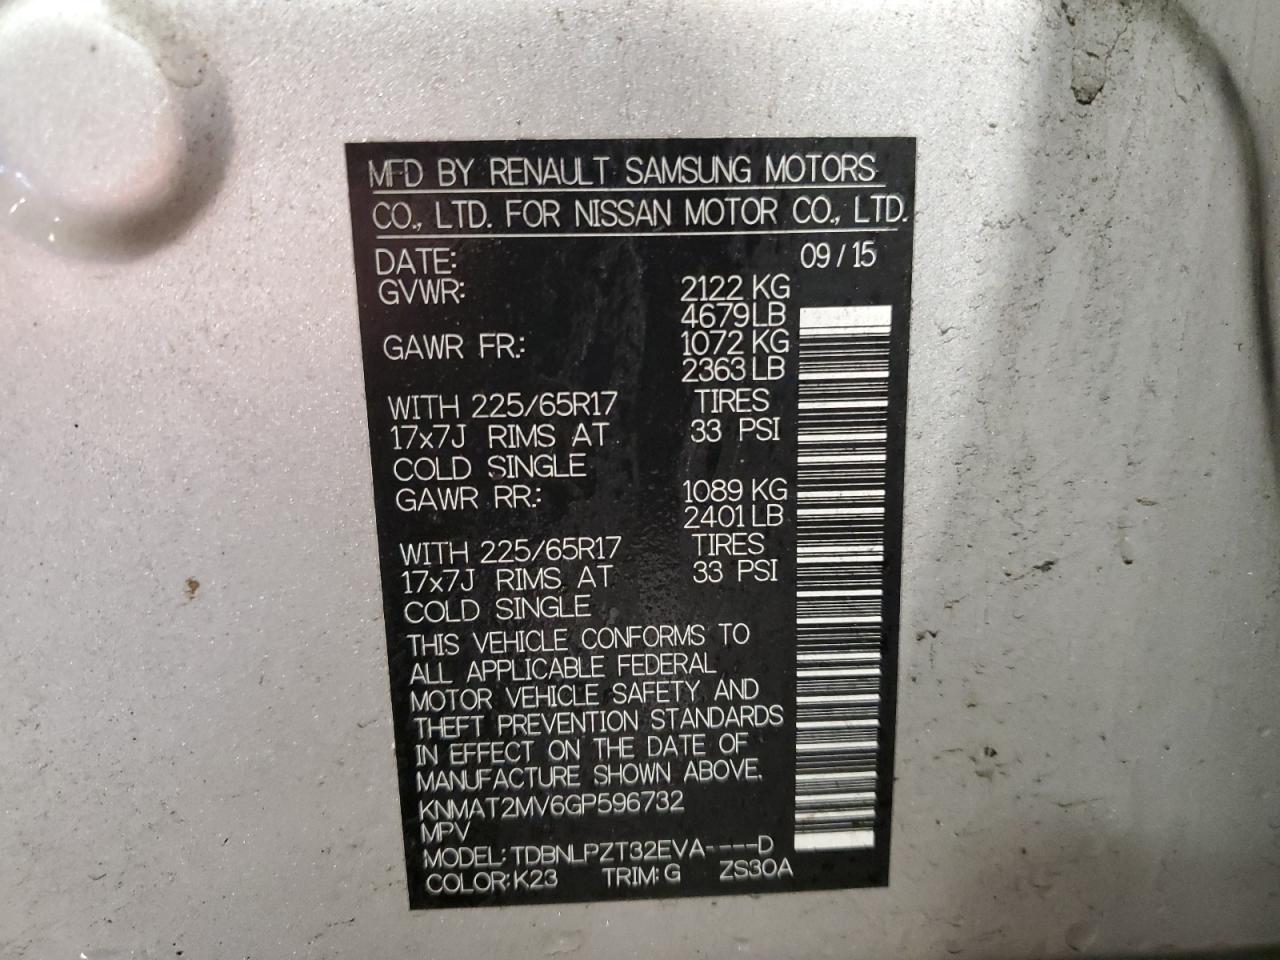 MFD BY RENAULT SAMSUNG MOTORS
CO., LTD. FOR NISSAN MOTOR CO., LTD.
DATE: 09/15
GVWR: 2122 KG
4679 LB
GAWR FR: 1072 KG
2363 LB
WITH 225/65R17 TIRES
17x7J RIMS AT 33 PSI
COLD SINGLE
GAWR RR: 1089 KG
2401 LB
WITH 225/65R17 TIRES
17x7J RIMS AT 33 PSI
COLD SINGLE
THIS VEHICLE CONFORMS TO
ALL APPLICABLE FEDERAL
MOTOR VEHICLE SAFETY AND
THEFT PREVENTION STANDARDS
IN EFFECT ON THE DATE OF
MANUFACTURE SHOWN ABOVE.
KNMAT2MV6GP596732
MPV
MODEL: TDBNLPZT32EVA----D
COLOR: K23 TRIM: G ZS30A